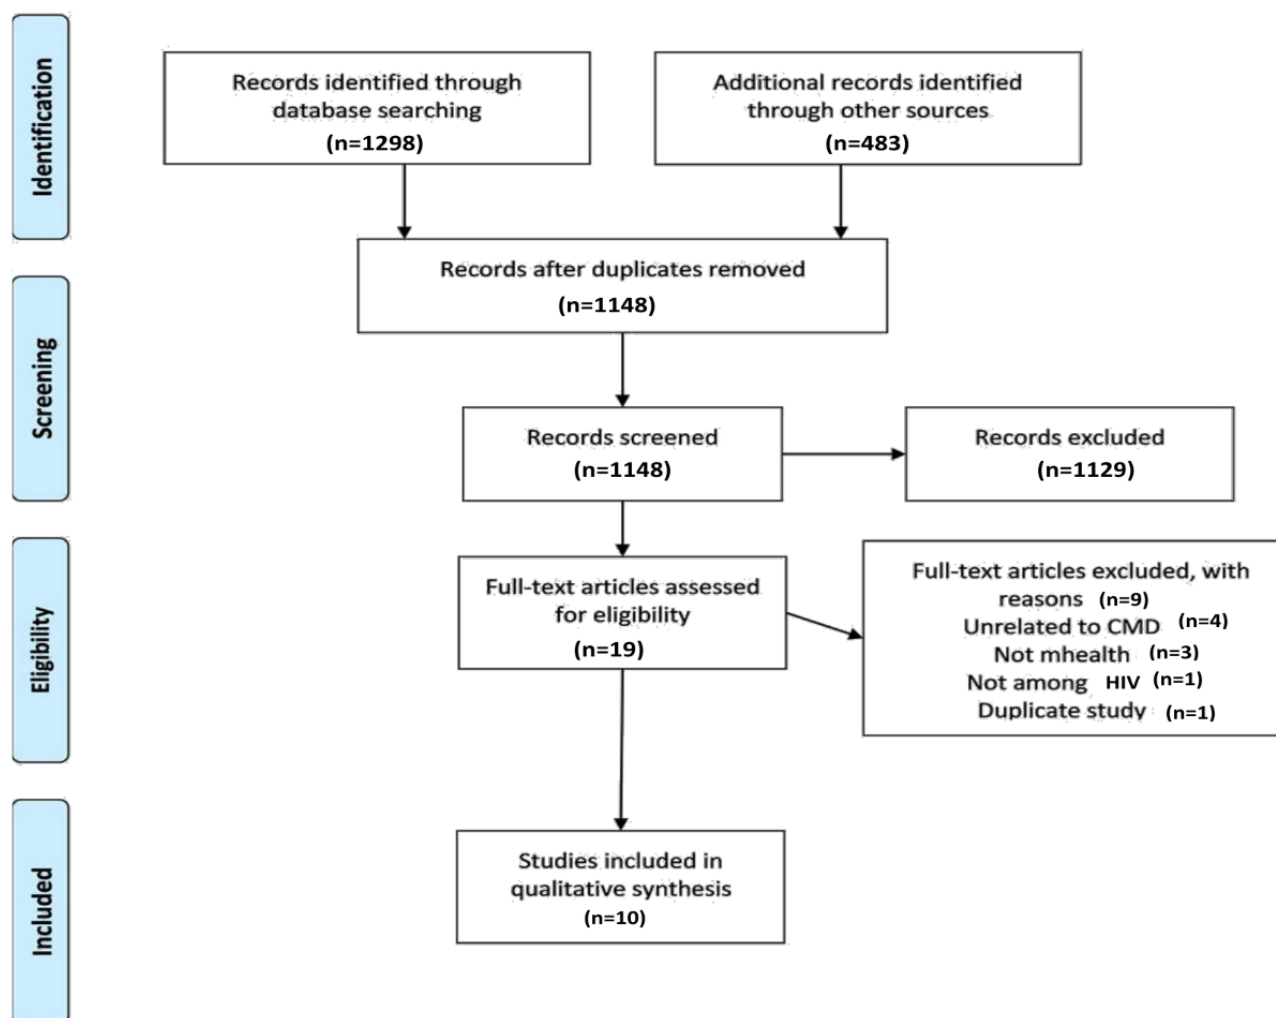 Identification
Records identified through
database searching
(n=1298)
Additional records identified
through other sources
(n=483)
Records after duplicates removed
(n=1148)
Screening
Records screened
(n=1148)
Records excluded
(n=1129)
Eligibility
Full-text articles assessed
for eligibility
(n=19)
Full-text articles excluded, with
reasons (n=9)
Unrelated to CMD (n=4)
Not mhealth (n=3)
Not among HIV (n=1)
Duplicate study (n=1)
Included
Studies included in
qualitative synthesis
(n=10)